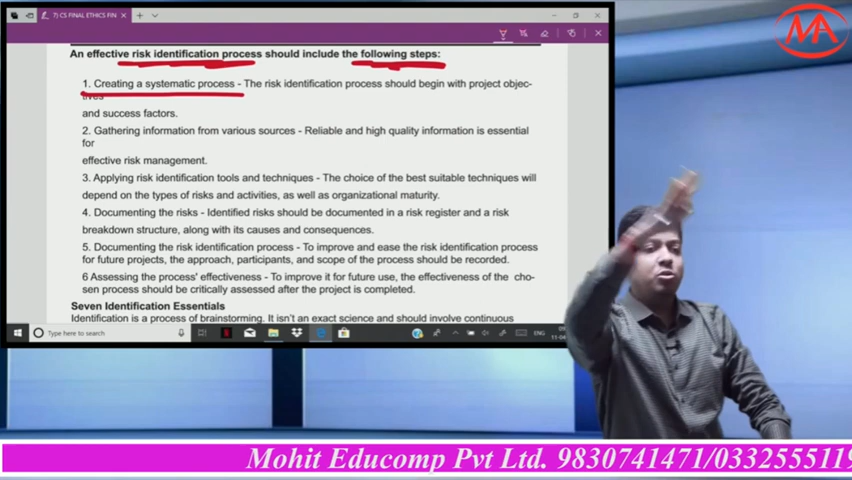 7) CS FINAL ETHICS FIN
MA
An effective risk identification process should include the following steps:
1. Creating a systematic process - The risk identification process should begin with project objec-
tives
and success factors.
2. Gathering information from various sources - Reliable and high quality information is essential
for
effective risk management.
3. Applying risk identification tools and techniques - The choice of the best suitable techniques will
depend on the types of risks and activities, as well as organizational maturity.
4. Documenting the risks - Identified risks should be documented in a risk register and a risk
breakdown structure, along with its causes and consequences.
5. Documenting the risk identification process - To improve and ease the risk identification process
for future projects, the approach, participants, and scope of the process should be recorded.
6 Assessing the process' effectiveness - To improve it for future use, the effectiveness of the cho-
sen process should be critically assessed after the project is completed.
Seven Identification Essentials
Identification is a process of brainstorming. It isn't an exact science and should involve continuous
Type here to search
ENG
11-04
Mohit Educomp Pvt Ltd. 9830741471/0332555119